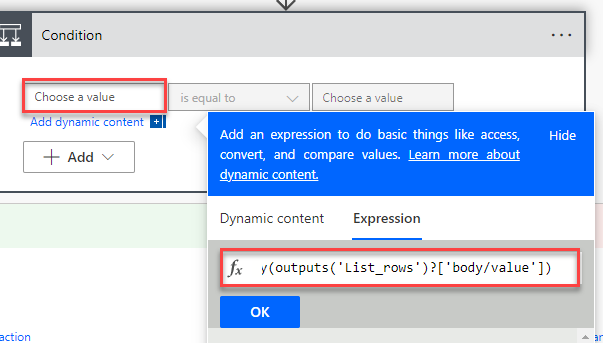 Condition
Choose a value
is equal to
Choose a value
Add dynamic content
Add
Add an expression to do basic things like access,
convert, and compare values. Learn more about
dynamic content.
Hide
Dynamic content
Expression
fx
y(outputs('List_rows')?['body/value'])
OK
action
an